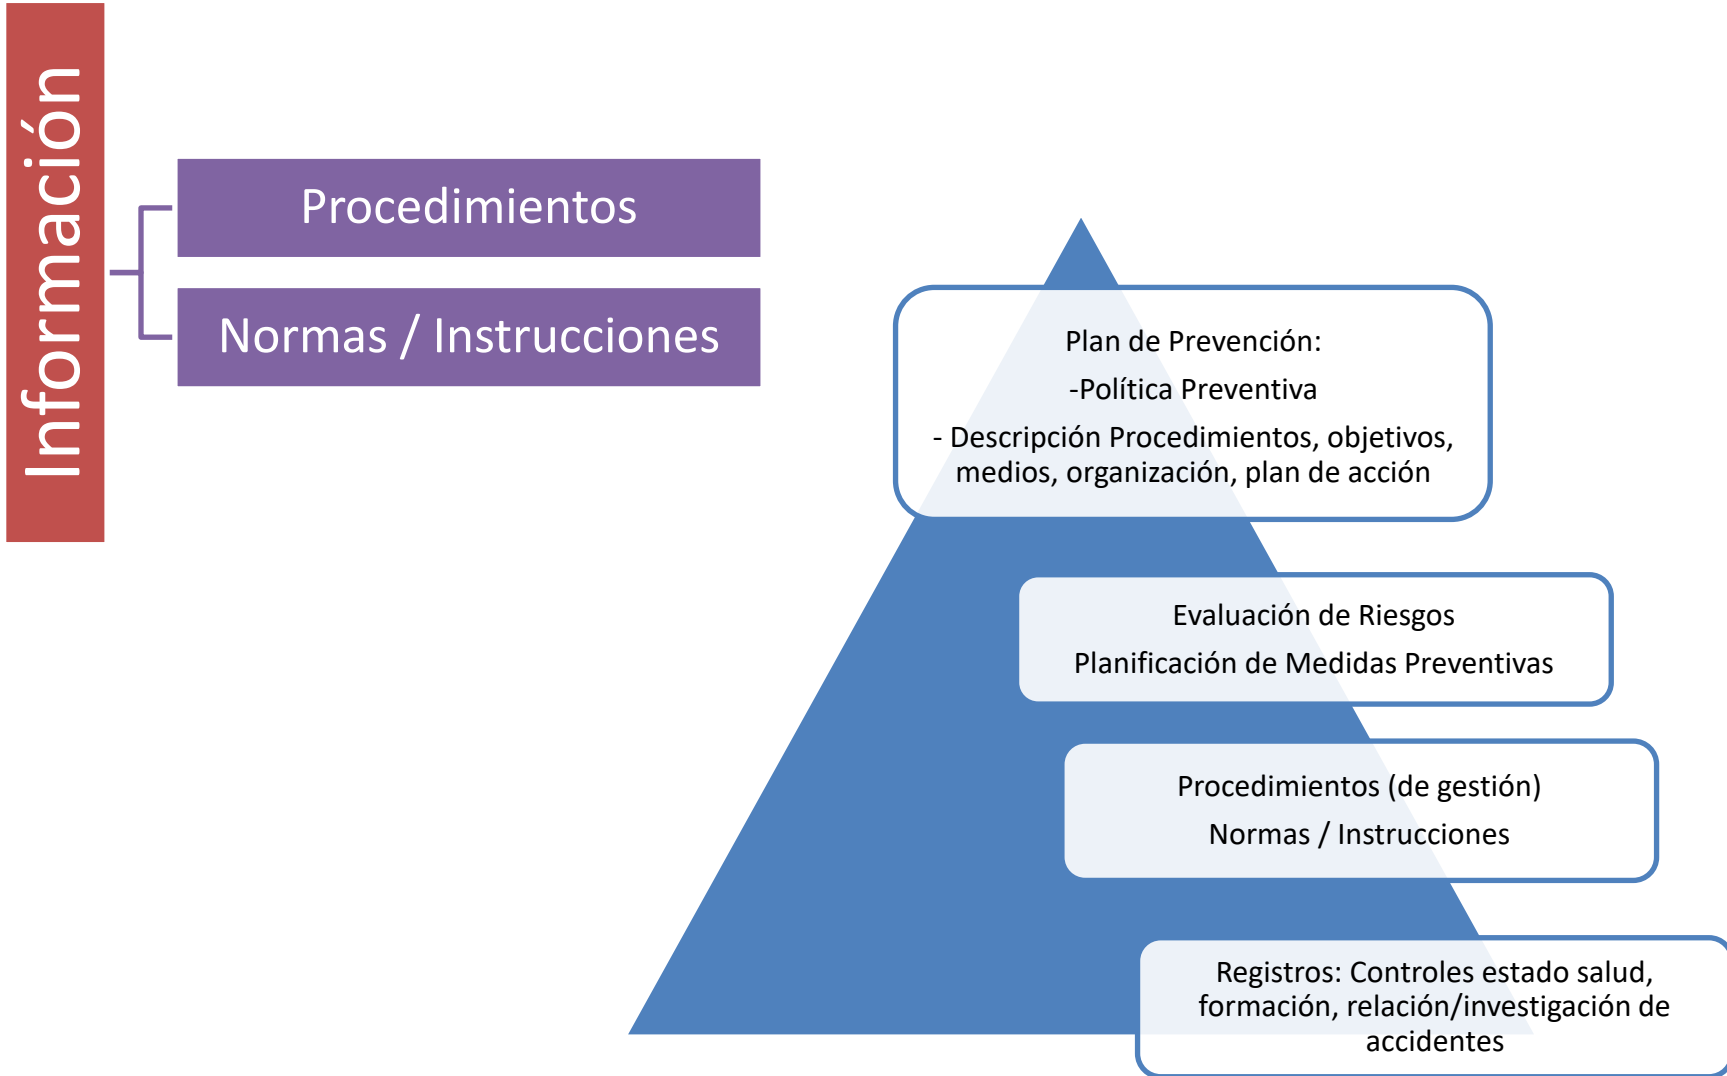 Información
Procedimientos
Normas / Instrucciones
Plan de Prevención:
-Política Preventiva
- Descripción Procedimientos, objetivos,
medios, organización, plan de acción
Evaluación de Riesgos
Planificación de Medidas Preventivas
Procedimientos (de gestión)
Normas / Instrucciones
Registros: Controles estado salud,
formación, relación/investigación de
accidentes